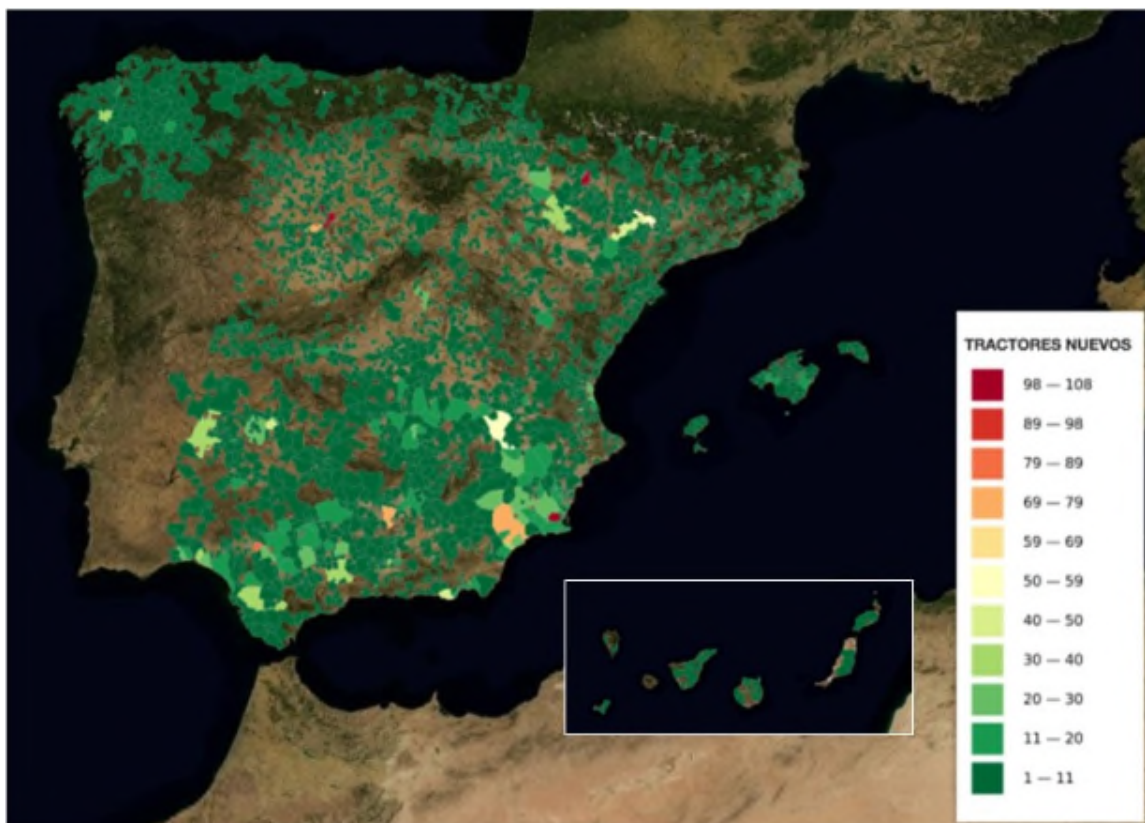 TRACTORES NUEVOS
98 — 108
89 — 98
79 — 89
69 — 79
59 — 69
50 — 59
40 — 50
30 — 40
20 — 30
11 — 20
1 — 11